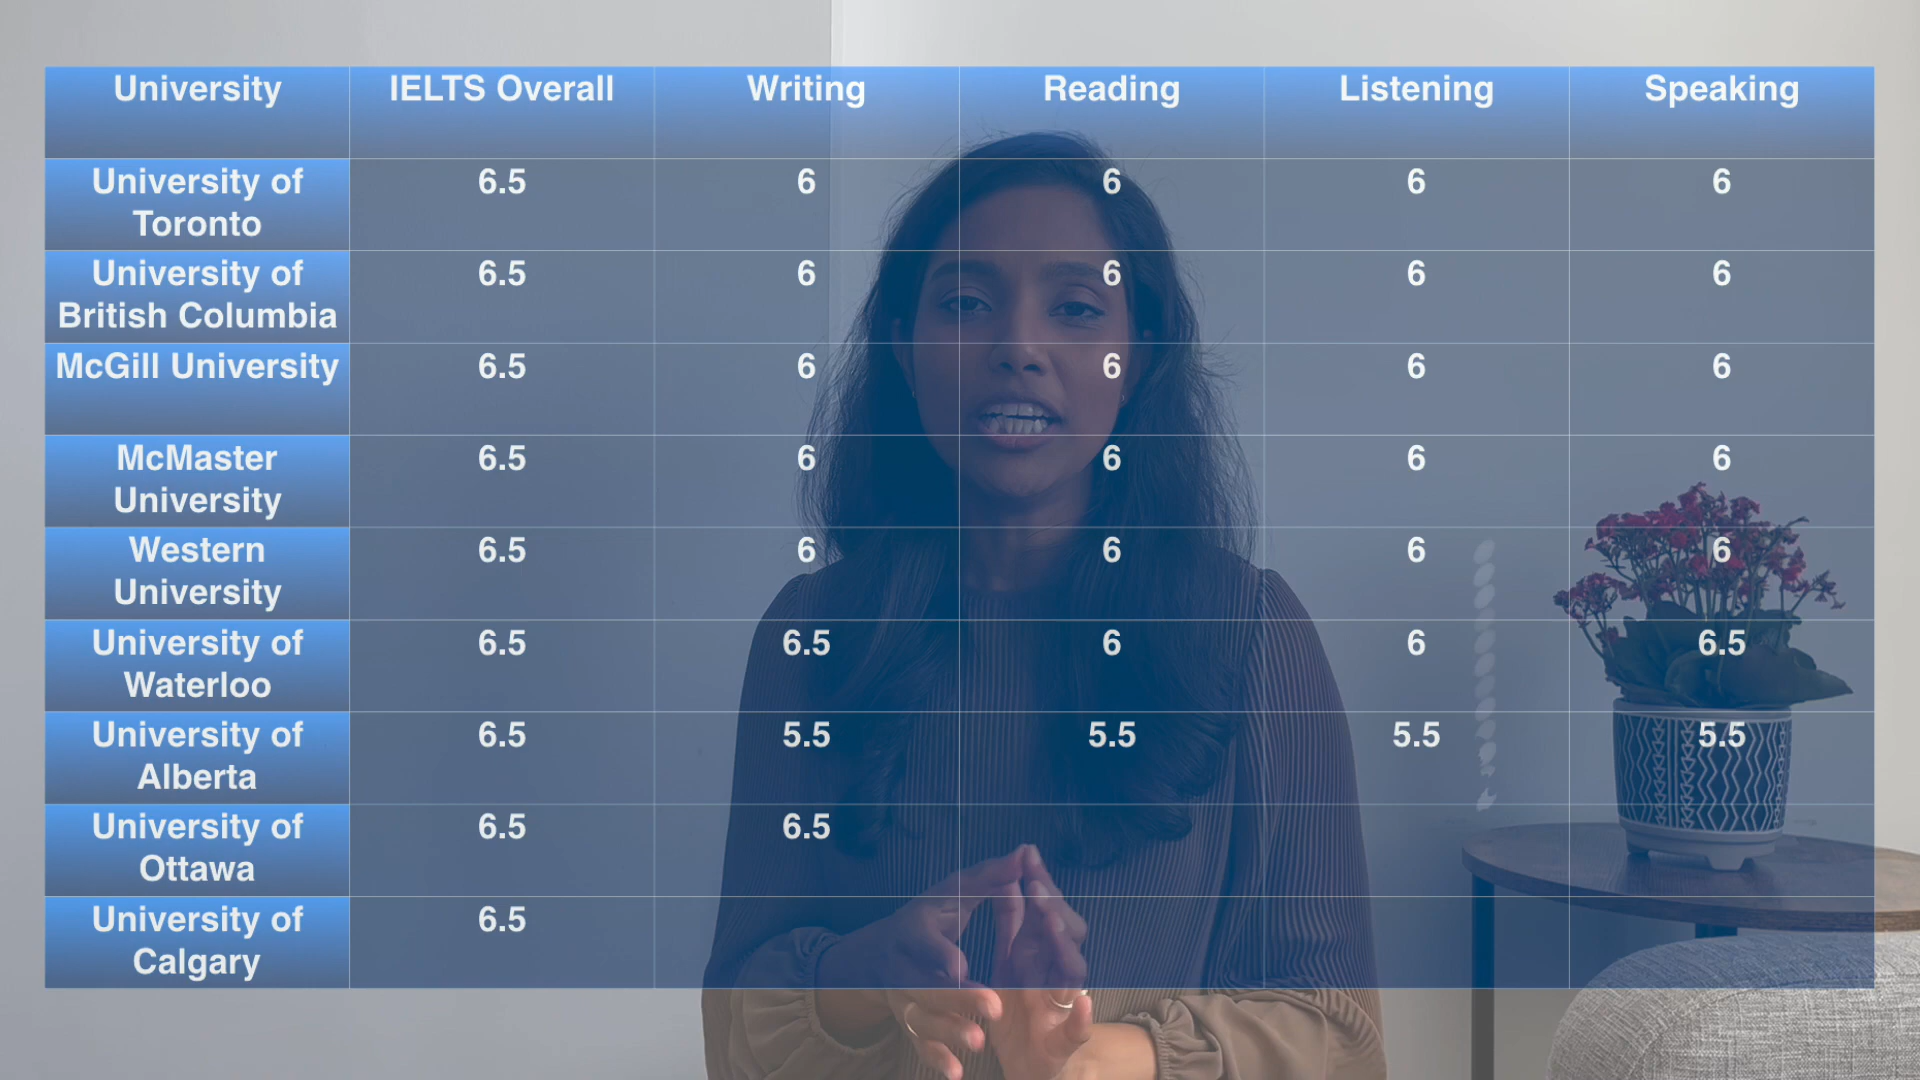 University IELTS Overall Writing Reading Listening Speaking
University of Toronto 6.5 6 6 6 6
University of British Columbia 6.5 6 6 6 6
McGill University 6.5 6 6 6 6
McMaster University 6.5 6 6 6 6
Western University 6.5 6 6 6 6
University of Waterloo 6.5 6.5 6 6 6.5
University of Alberta 6.5 5.5 5.5 5.5 5.5
University of Ottawa 6.5 6.5
University of Calgary 6.5